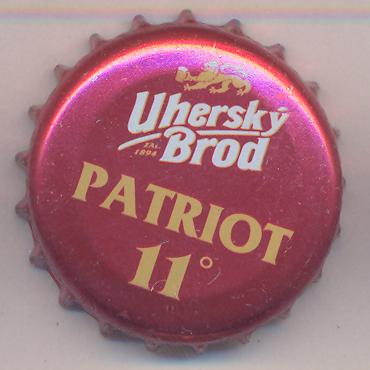 Uherský
ZAL.
1894
Brod
PATRIOT
11°